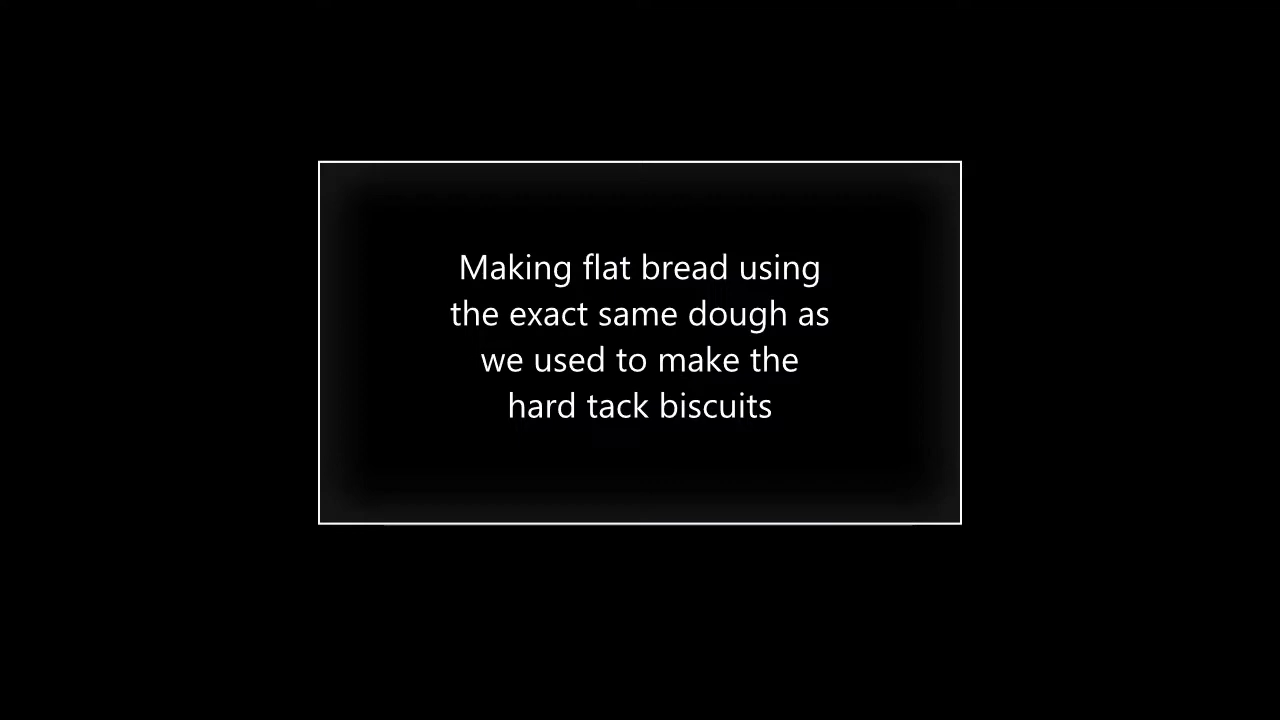 Making flat bread using
the exact same dough as
we used to make the
hard tack biscuits